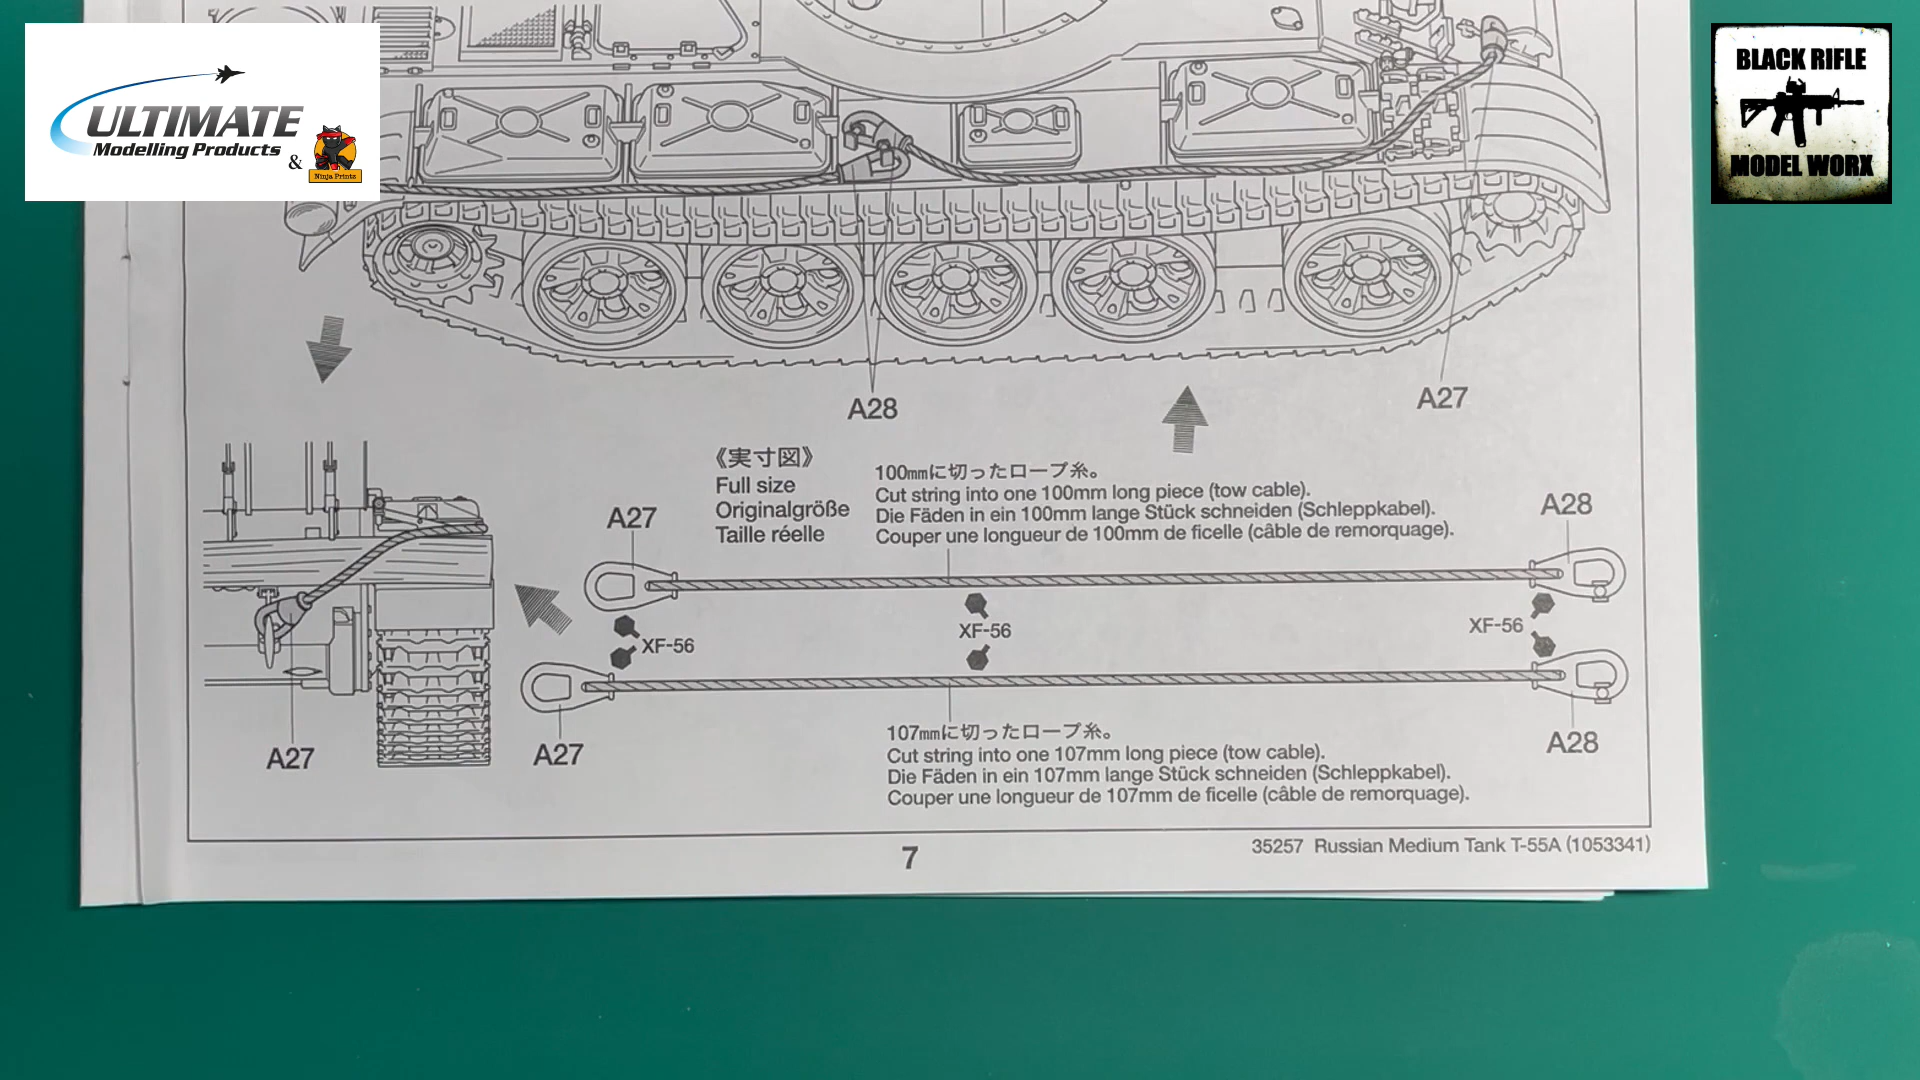 ULTIMATE
Modelling Products
&
Ninja Prints
BLACK RIFLE
MODEL WORX
A28
A27
《実寸図》
Full size
Originalgröße
Taille réelle
100mmに切ったロープ糸。
Cut string into one 100mm long piece (tow cable).
Die Fäden in ein 100mm lange Stück schneiden (Schleppkabel).
Couper une longueur de 100mm de ficelle (câble de remorquage).
A27
A28
XF-56
XF-56
XF-56
A27
A27
A28
107mmに切ったロープ糸。
Cut string into one 107mm long piece (tow cable).
Die Fäden in ein 107mm lange Stück schneiden (Schleppkabel).
Couper une longueur de 107mm de ficelle (câble de remorquage).
7
35257 Russian Medium Tank T-55A (1053341)